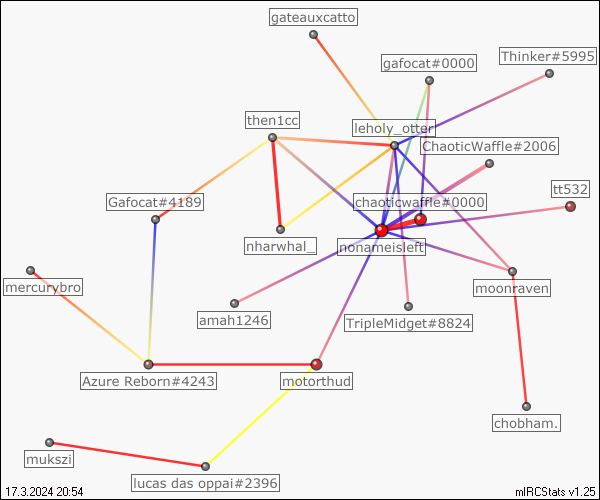 gateauxcatto
Thinker#5995
gafocat#0000
then1cc
leholy_otter
ChaoticWaffle#2006
tt532
chaoticwaffle#0000
Gafocat#4189
nharwhal_
nonameisleft
mercurybro
moonraven
amah1246
TripleMidget#8824
Azure Reborn#4243
motorthud
chobham.
mukszi
lucas das oppai#2396
17.3.2024 20:54
mIRCStats v1.25